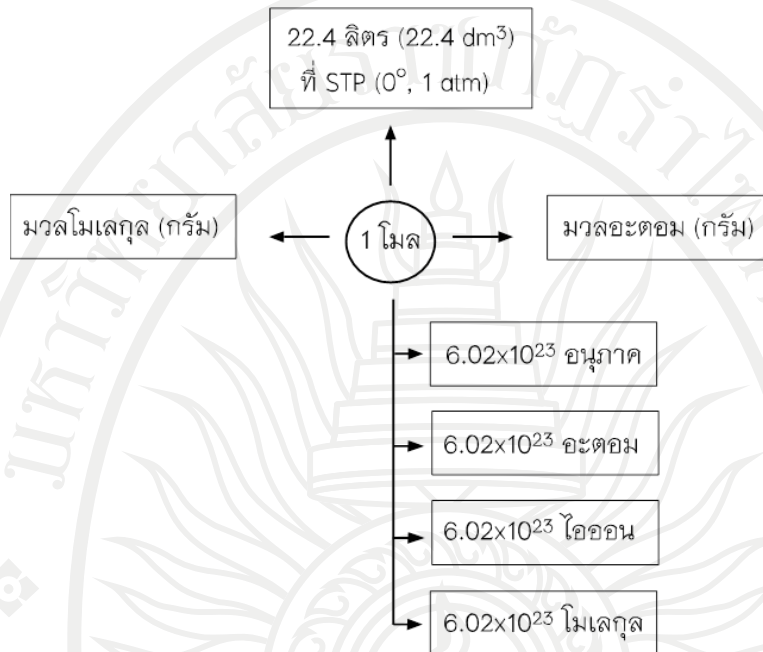 22.4 ลิตร (22.4 dm³)
ที่ STP (0°, 1 atm)
มวลโมเลกุล (กรัม)
1 โมล
มวลอะตอม (กรัม)
6.02x10²³ อนุภาค
6.02x10²³ อะตอม
6.02x10²³ ไอออน
6.02x10²³ โมเลกุล